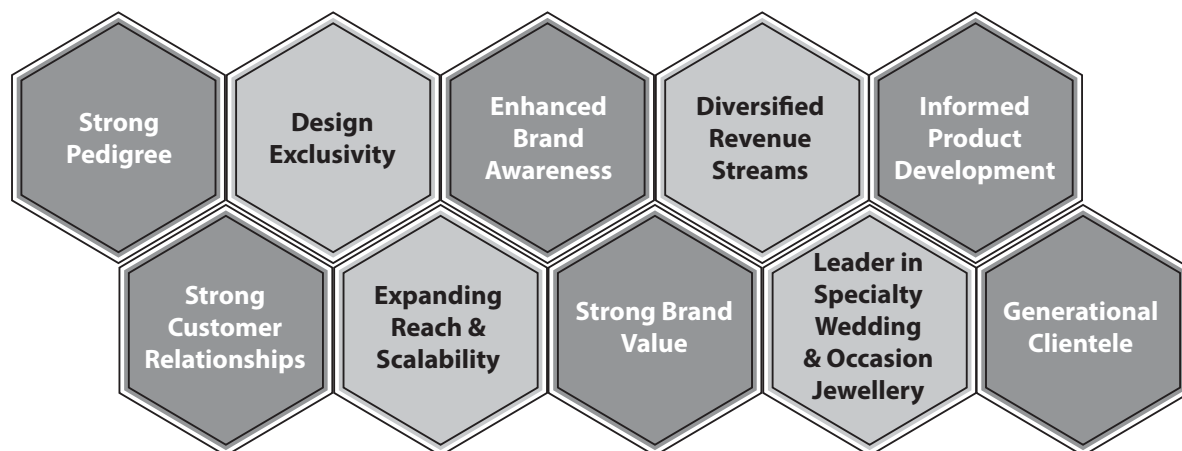 Strong
Pedigree
Design
Exclusivity
Enhanced
Brand
Awareness
Diversified
Revenue
Streams
Informed
Product
Development
Strong
Customer
Relationships
Expanding
Reach &
Scalability
Strong Brand
Value
Leader in
Specialty
Wedding
& Occasion
Jewellery
Generational
Clientele